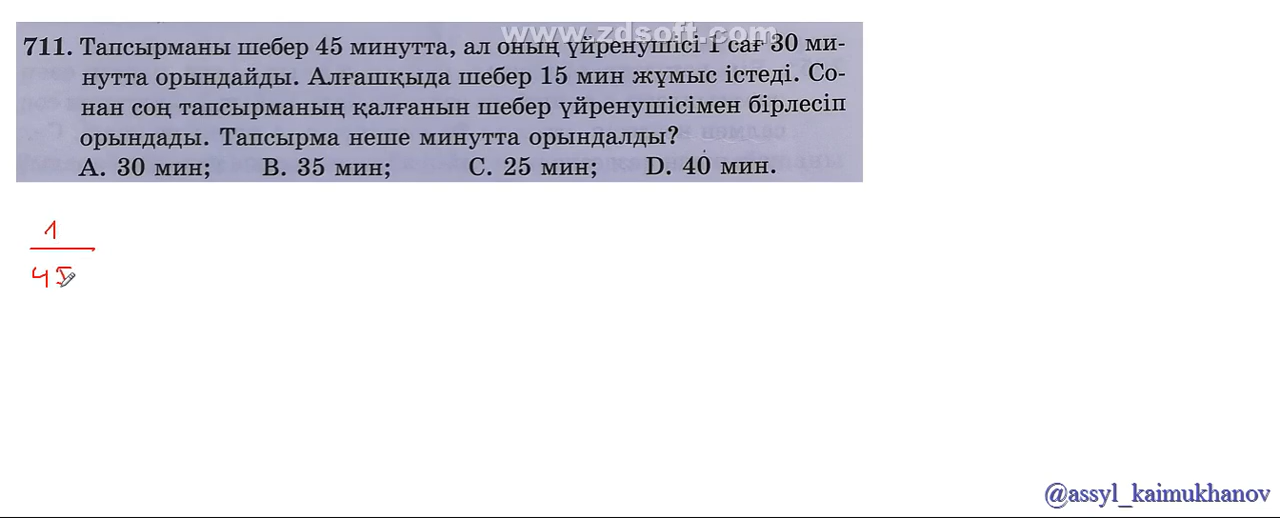 www.zdsoft.com
711. Тапсырманы шебер 45 минутта, ал оның үйренушісі 1 сағ 30 ми-
нутта орындайды. Алғашқыда шебер 15 мин жұмыс істеді. Со-
нан соң тапсырманың қалғанын шебер үйренушісімен бірлесіп
орындады. Тапсырма неше минутта орындалды?
A. 30 мин; B. 35 мин; C. 25 мин; D. 40 мин.
1
45
@assyl_kaimukhanov